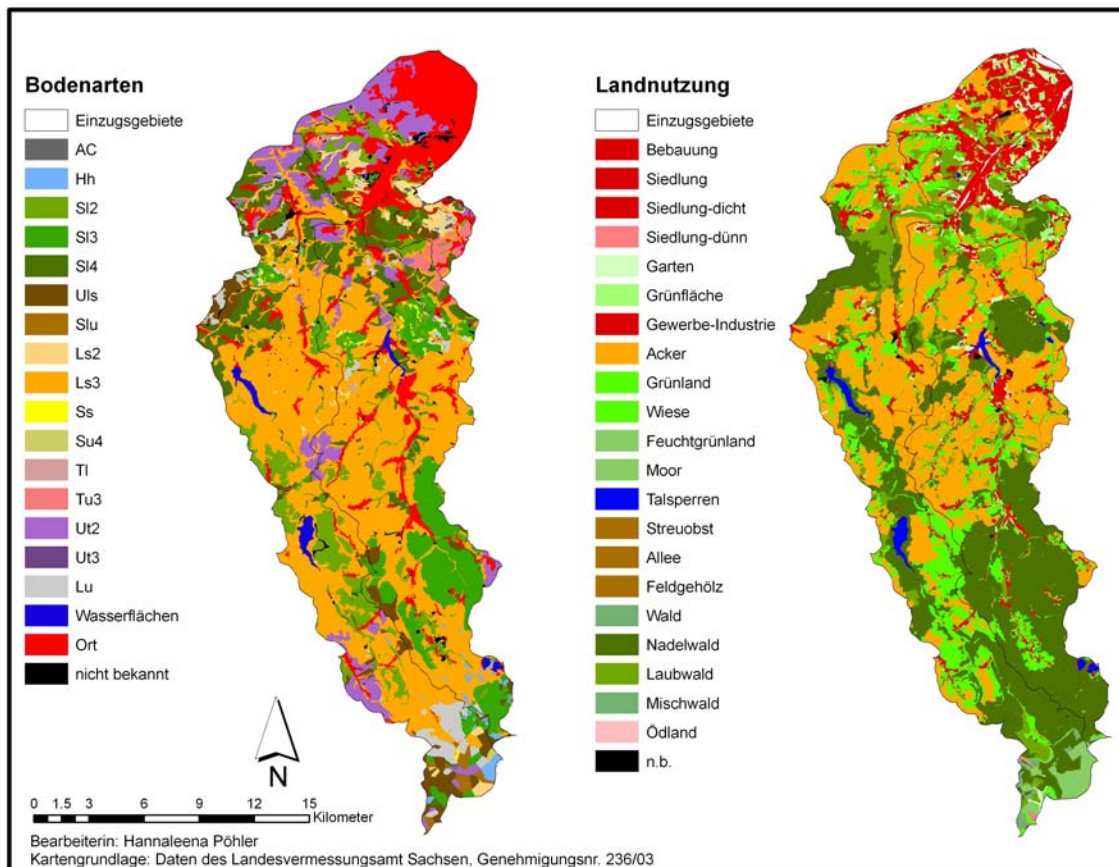 Bodenarten
Einzugsgebiete
AC
Hh
Sl2
Sl3
Sl4
Uls
Slu
Ls2
Ls3
Ss
Su4
Tl
Tu3
Ut2
Ut3
Lu
Wasserflächen
Ort
nicht bekannt
N
0 1.5 3 6 9 12 15
Kilometer
Landnutzung
Einzugsgebiete
Bebauung
Siedlung
Siedlung-dicht
Siedlung-dünn
Garten
Grünfläche
Gewerbe-Industrie
Acker
Grünland
Wiese
Feuchtgrünland
Moor
Talsperren
Streuobst
Allee
Feldgehölz
Wald
Nadelwald
Laubwald
Mischwald
Ödland
n.b.
Bearbeiterin: Hannaleena Pöhler
Kartengrundlage: Daten des Landesvermessungsamt Sachsen, Genehmigungsnr. 236/03